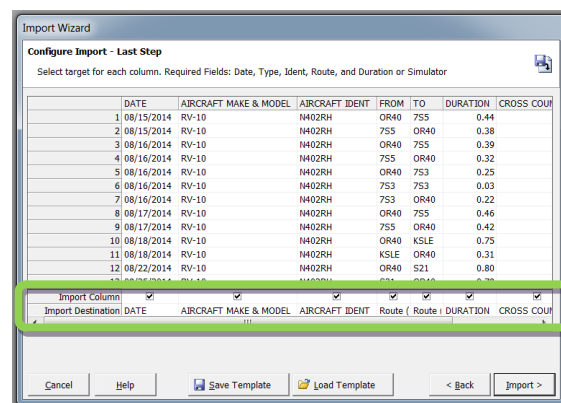 Import Wizard
Configure Import - Last Step
Select target for each column. Required Fields: Date, Type, Ident, Route, and Duration or Simulator
DATE AIRCRAFT MAKE & MODEL AIRCRAFT IDENT FROM TO DURATION CROSS COUN
1 08/15/2014 RV-10 N402RH OR40 7S5 0.44
2 08/15/2014 RV-10 N402RH 7S5 OR40 0.38
3 08/16/2014 RV-10 N402RH OR40 7S5 0.39
4 08/16/2014 RV-10 N402RH 7S5 OR40 0.32
5 08/16/2014 RV-10 N402RH OR40 7S3 0.25
6 08/16/2014 RV-10 N402RH 7S3 7S3 0.03
7 08/16/2014 RV-10 N402RH 7S3 OR40 0.22
8 08/17/2014 RV-10 N402RH OR40 7S5 0.46
9 08/17/2014 RV-10 N402RH 7S5 OR40 0.42
10 08/18/2014 RV-10 N402RH OR40 KSLE 0.75
11 08/18/2014 RV-10 N402RH KSLE OR40 0.31
12 08/22/2014 RV-10 N402RH OR40 S21 0.80
Import Column
Import Destination DATE AIRCRAFT MAKE & MODEL AIRCRAFT IDENT Route ( Route ( DURATION CROSS COUN
Cancel Help Save Template Load Template < Back Import >